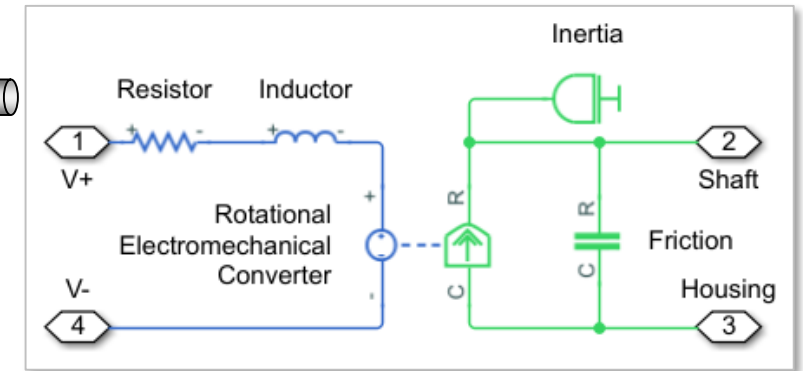 Inertia
Resistor
Inductor
+
-
+
-
1
V+
2
Shaft
+
R
R
Rotational
Electromechanical
Converter
+
-
Friction
C
C
-
V-
4
Housing
3